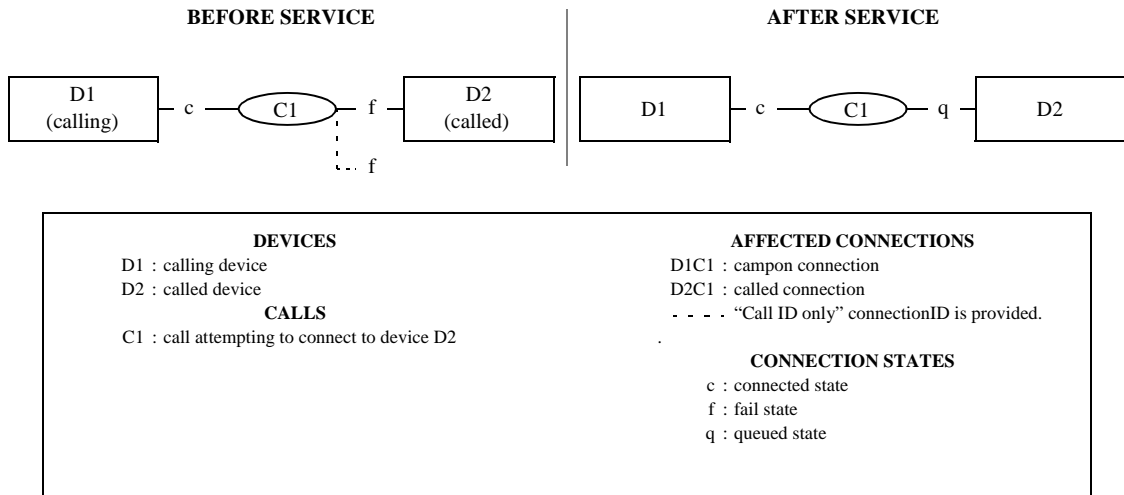 BEFORE SERVICE
AFTER SERVICE
D1
(calling)
c
C1
f
D2
(called)
f
D1
c
C1
q
D2
DEVICES
D1 : calling device
D2 : called device
CALLS
C1 : call attempting to connect to device D2
AFFECTED CONNECTIONS
D1C1 : campon connection
D2C1 : called connection
- - - - “Call ID only” connectionID is provided.
.
CONNECTION STATES
c : connected state
f : fail state
q : queued state